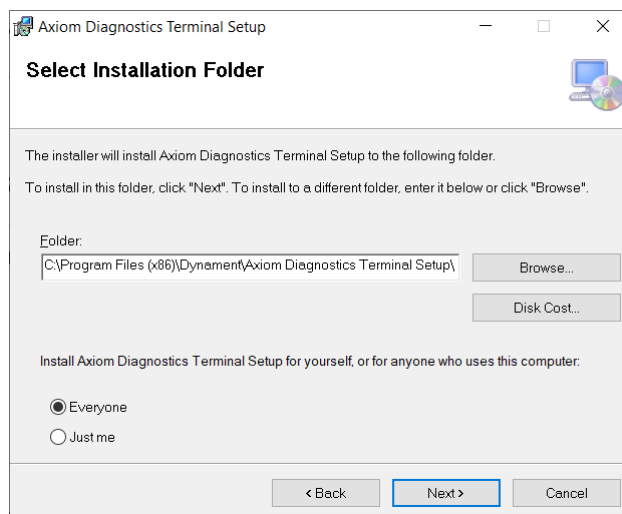 Axiom Diagnostics Terminal Setup
Select Installation Folder
The installer will install Axiom Diagnostics Terminal Setup to the following folder.
To install in this folder, click "Next". To install to a different folder, enter it below or click "Browse".
Folder:
C:\Program Files (x86)\Dynament\Axiom Diagnostics Terminal Setup\
Browse...
Disk Cost...
Install Axiom Diagnostics Terminal Setup for yourself, or for anyone who uses this computer:
Everyone
Just me
< Back
Next >
Cancel